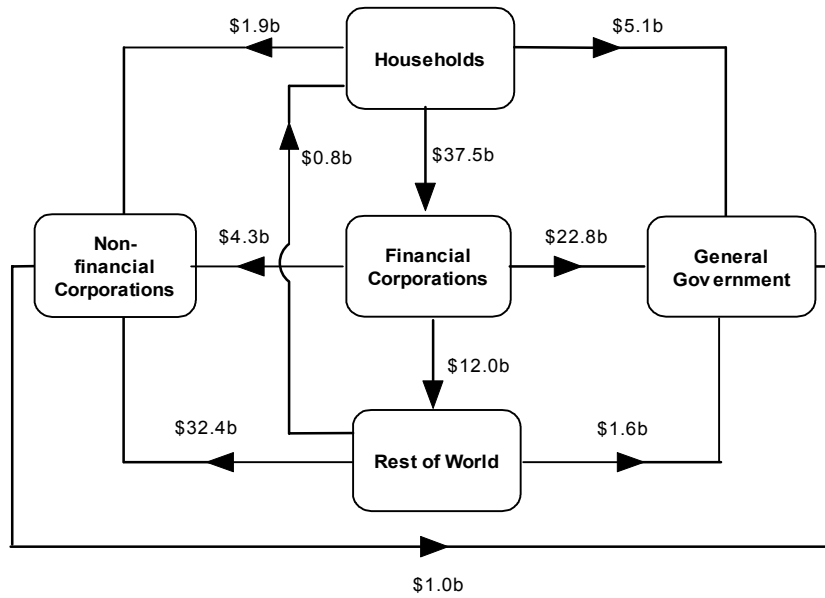 $1.9b
$5.1b
Households
$0.8b
$37.5b
Non-
financial
Corporations
$4.3b
Financial
Corporations
$22.8b
General
Government
$12.0b
$32.4b
$1.6b
Rest of World
$1.0b